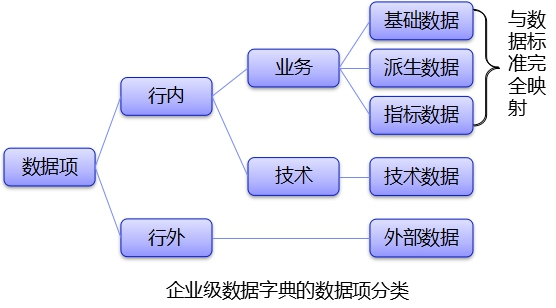 数据项
行内
行外
业务
技术
基础数据
派生数据
指标数据
技术数据
外部数据
与数
据标
准完
全映
射
企业级数据字典的数据项分类